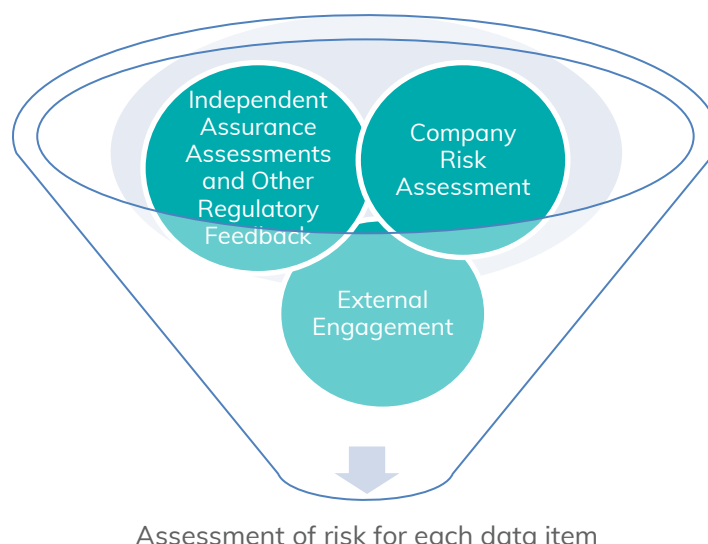 Independent
Assurance
Assessments
and Other
Regulatory
Feedback
Company
Risk
Assessment
External
Engagement
Assessment of risk for each data item